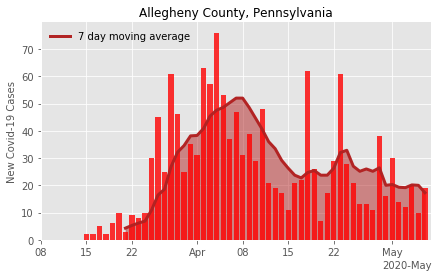 Allegheny County, Pennsylvania
7 day moving average
New Covid-19 Cases
70
60
50
40
30
20
10
0
08 15 22 Apr 08 15 22 May
2020-May